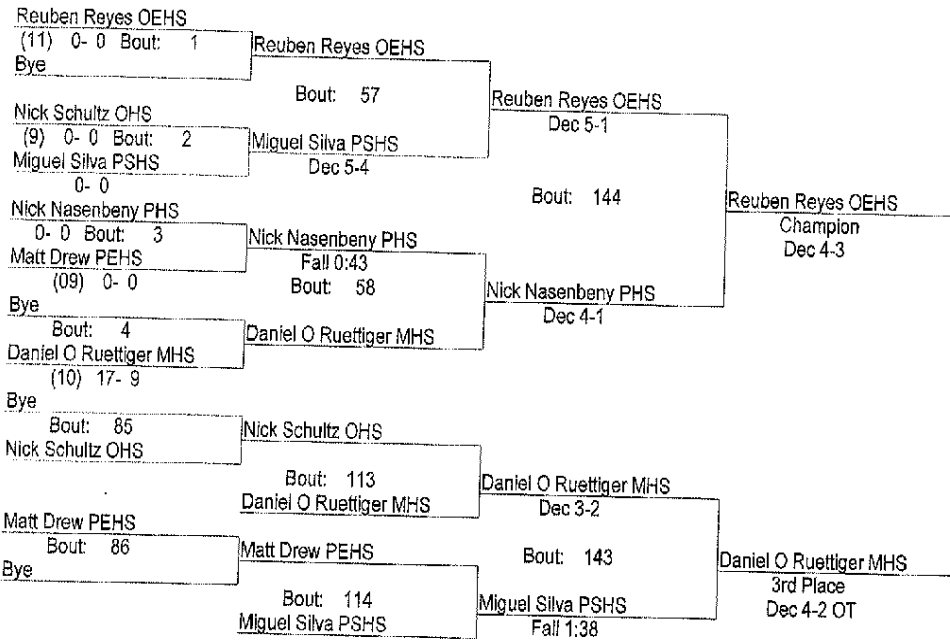 Reuben Reyes OEHS
(11) 0- 0 Bout: 1
Bye
Reuben Reyes OEHS
Bout: 57
Nick Schultz OHS
(9) 0- 0 Bout: 2
Miguel Silva PSHS
0- 0
Miguel Silva PSHS
Dec 5-4
Reuben Reyes OEHS
Dec 5-1
Bout: 144
Nick Nasenbeny PHS
0- 0 Bout: 3
Matt Drew PEHS
(09) 0- 0
Nick Nasenbeny PHS
Fall 0:43
Bout: 58
Bye
Bout: 4
Daniel O Ruettiger MHS
(10) 17- 9
Daniel O Ruettiger MHS
Nick Nasenbeny PHS
Dec 4-1
Reuben Reyes OEHS
Champion
Dec 4-3
Bye
Bout: 85
Nick Schultz OHS
Nick Schultz OHS
Bout: 113
Daniel O Ruettiger MHS
Daniel O Ruettiger MHS
Dec 3-2
Bout: 143
Matt Drew PEHS
Bout: 86
Bye
Matt Drew PEHS
Bout: 114
Miguel Silva PSHS
Miguel Silva PSHS
Fall 1:38
Daniel O Ruettiger MHS
3rd Place
Dec 4-2 OT